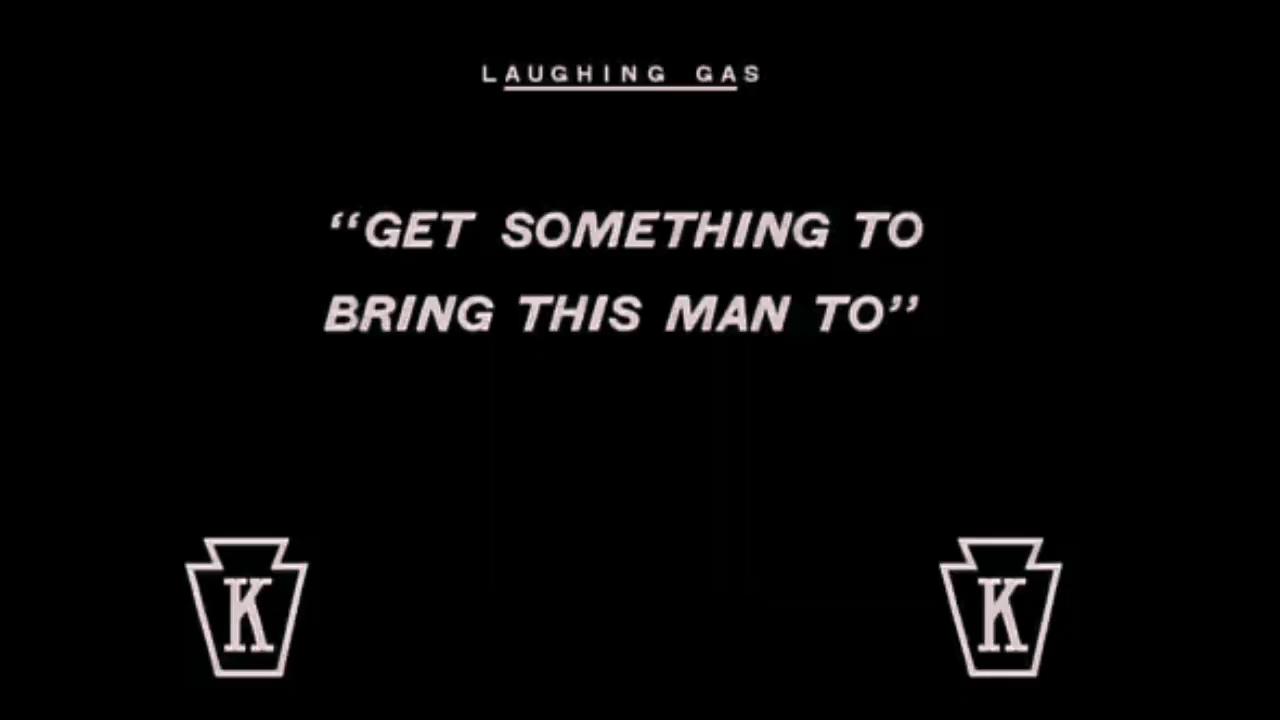 LAUGHING GAS
“GET SOMETHING TO
BRING THIS MAN TO”
K K